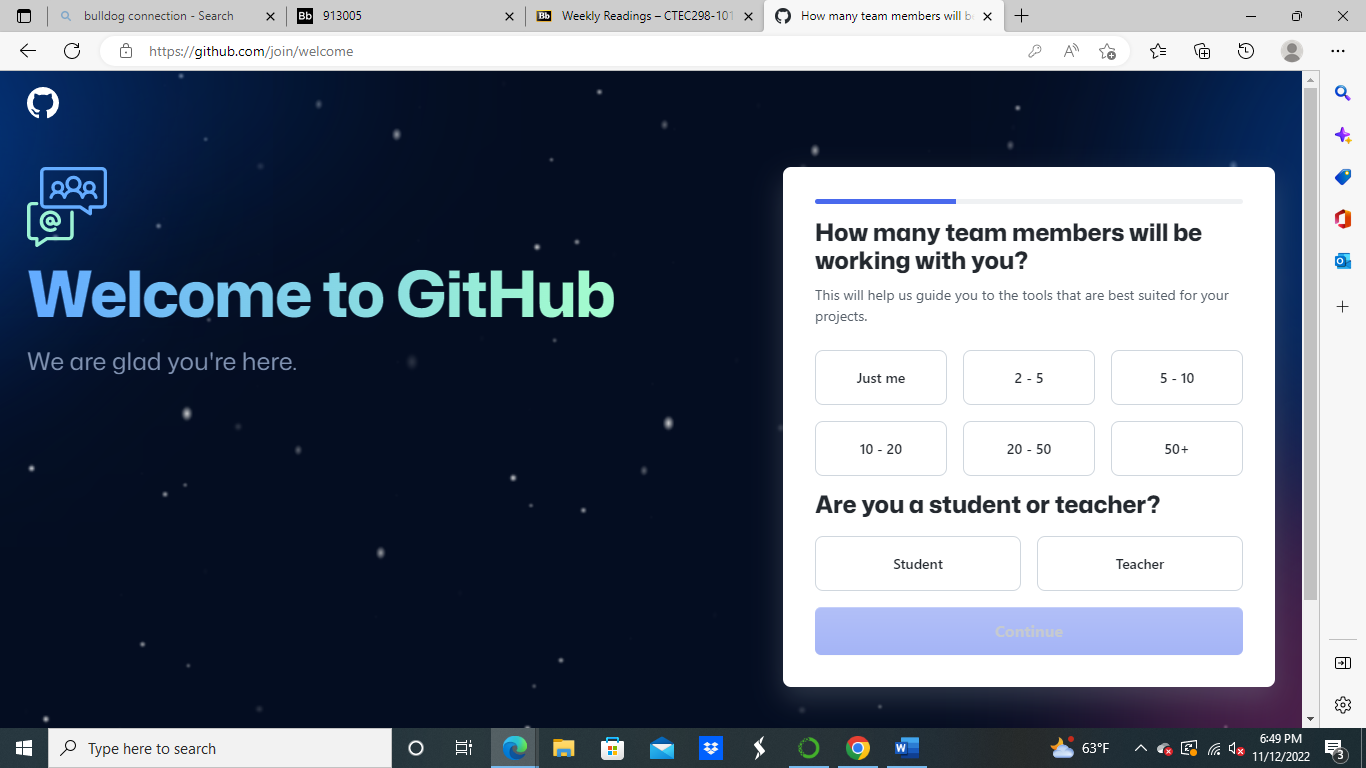 bulldog connection - Search
Bb 913005
Bb Weekly Readings – CTEC298-101
How many team members will be
https://github.com/join/welcome
Welcome to GitHub
We are glad you're here.
How many team members will be
working with you?
This will help us guide you to the tools that are best suited for your
projects.
Just me 2 - 5 5 - 10
10 - 20 20 - 50 50+
Are you a student or teacher?
Student Teacher
Continue
Type here to search
63°F
6:49 PM
11/12/2022
3